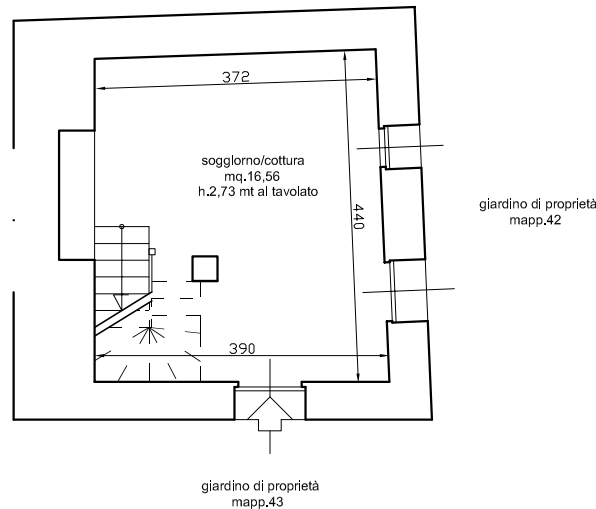 372
soggiorno/cottura
mq.16,56
h.2,73 mt al tavolato
440
giardino di proprietà
mapp.42
390
giardino di proprietà
mapp.43